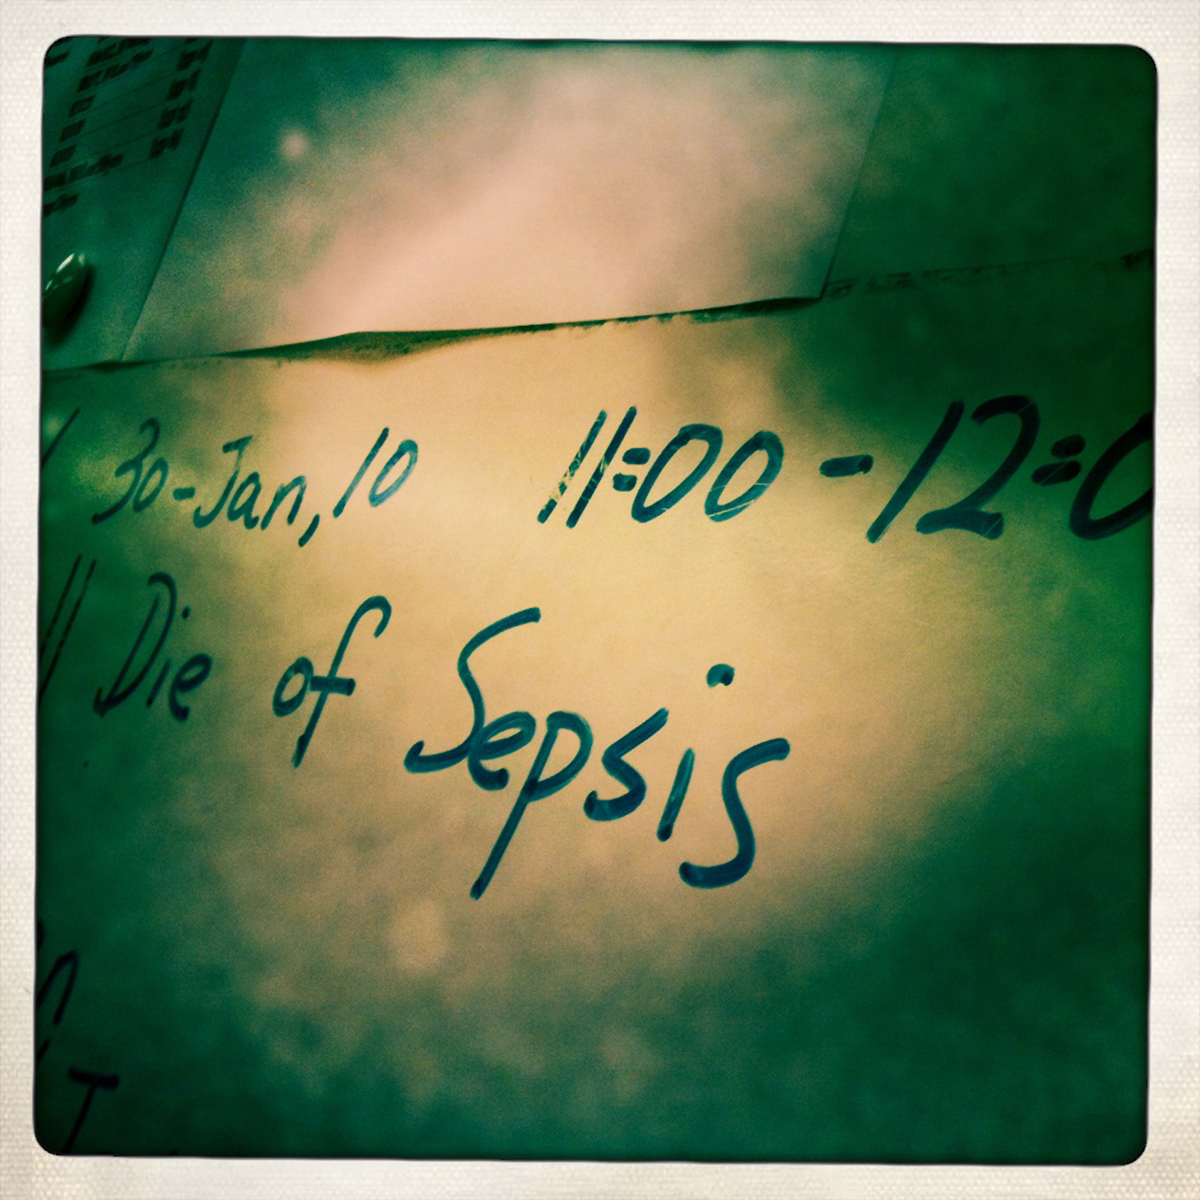 30-Jan, 10 11:00 - 12:0
Die of Sepsis
T